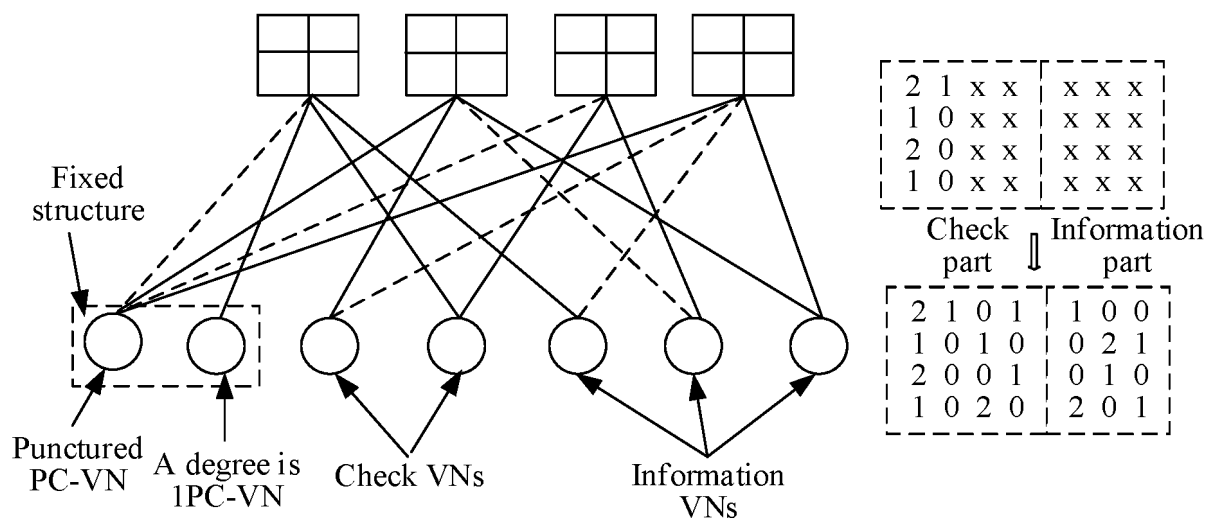 2 1 x x x x x
1 0 x x x x x
2 0 x x x x x
1 0 x x x x x
Fixed
structure
Check
part
Information
part
2 1 0 1 1 0 0
1 0 1 0 0 2 1
2 0 0 1 0 1 0
1 0 2 0 2 0 1
Punctured
PC-VN
A degree is
1PC-VN
Check VNs
Information
VNs